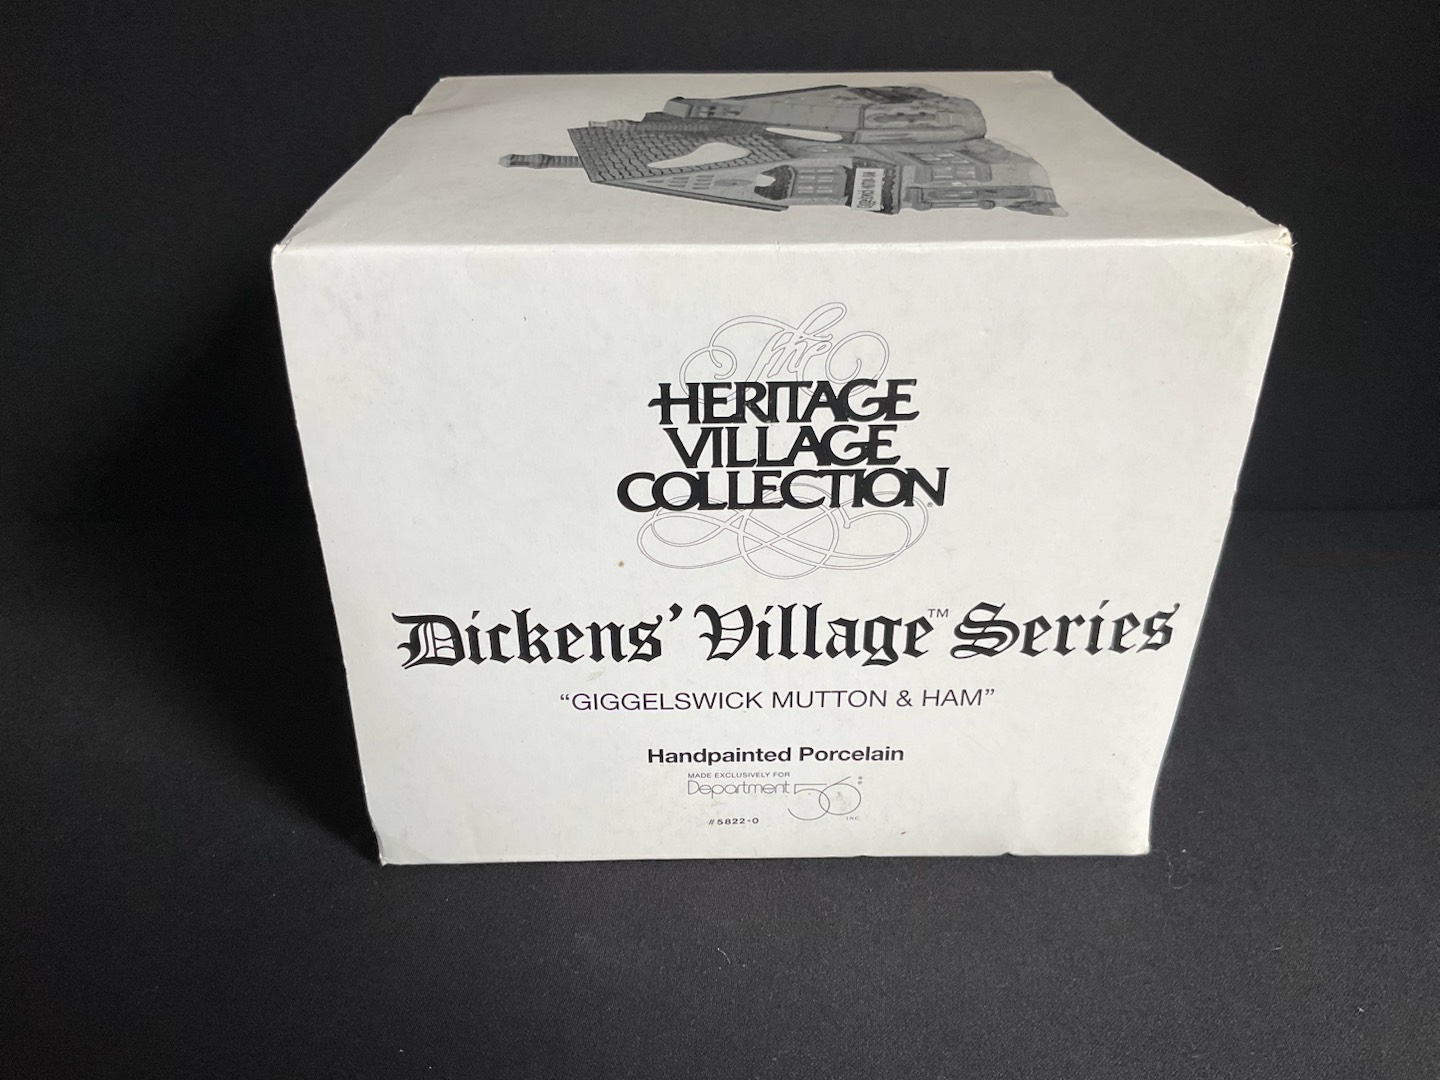 The
HERITAGE
VILLAGE
COLLECTION®
Dickens' Village™ Series
“GIGGELSWICK MUTTON & HAM”
Handpainted Porcelain
MADE EXCLUSIVELY FOR
Department 56
INC
#5822-0